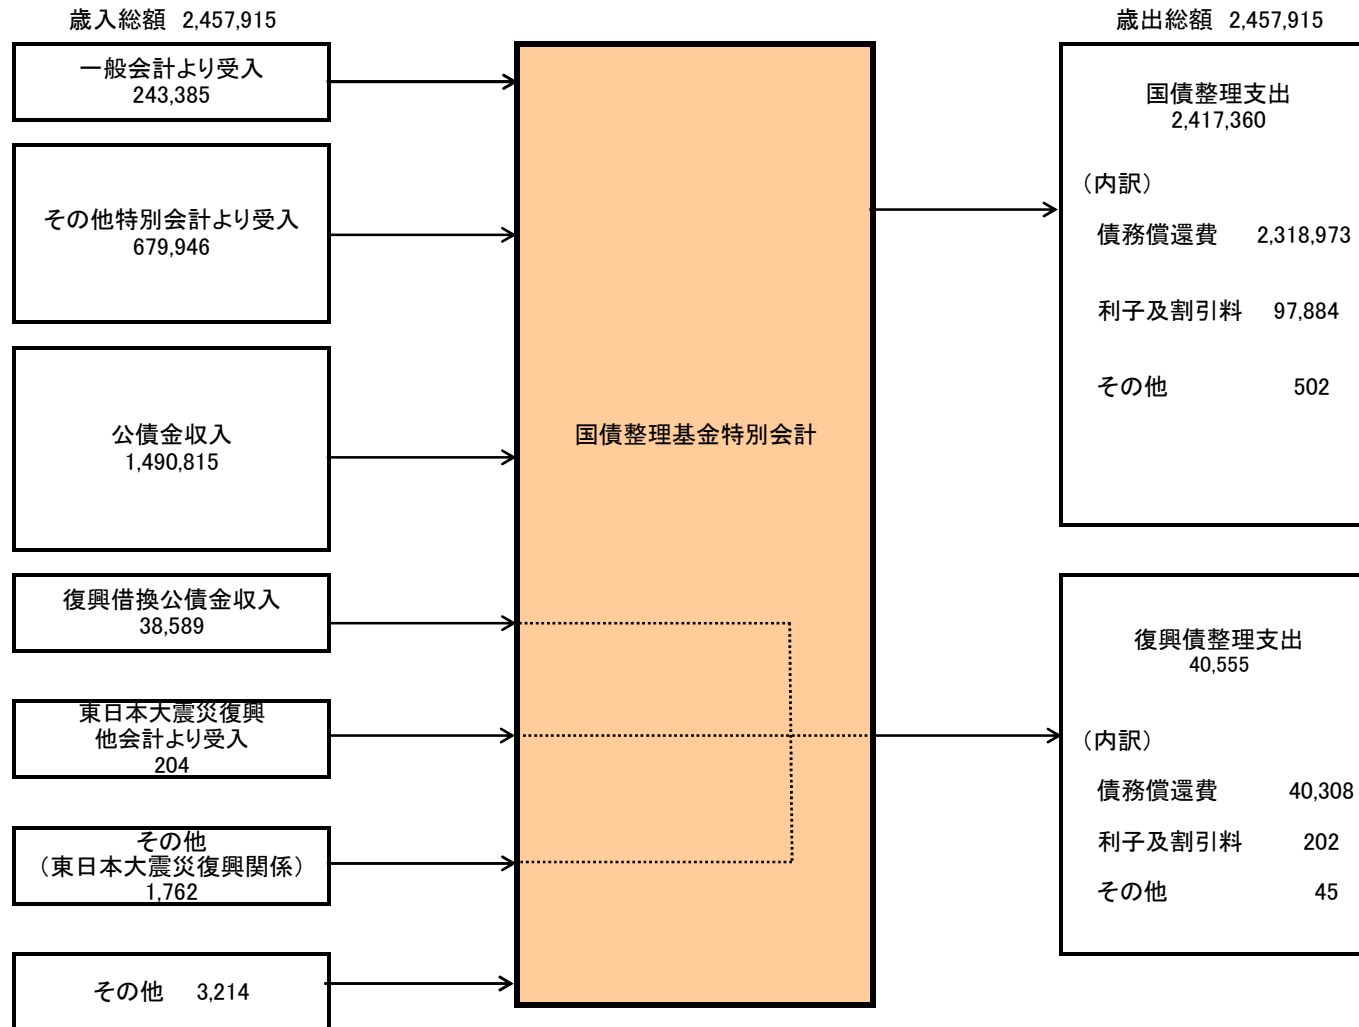 歳入総額 2,457,915
一般会計より受入
243,385
その他特別会計より受入
679,946
公債金収入
1,490,815
復興借換公債金収入
38,589
東日本大震災復興
他会計より受入
204
その他
（東日本大震災復興関係）
1,762
その他 3,214
国債整理基金特別会計
歳出総額 2,457,915
国債整理支出
2,417,360
（内訳）
債務償還費 2,318,973
利子及割引料 97,884
その他 502
復興債整理支出
40,555
（内訳）
債務償還費 40,308
利子及割引料 202
その他 45